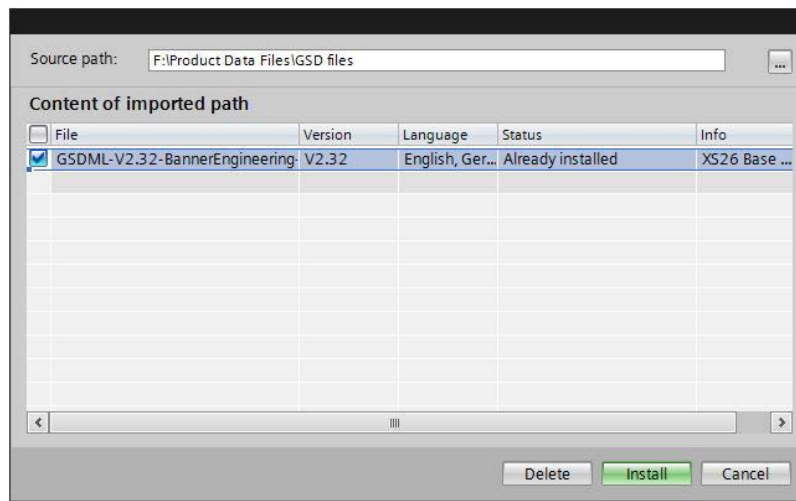 Source path: F:\Product Data Files\GSD files ...
Content of imported path
File Version Language Status Info
GSDML-V2.32-BannerEngineering- V2.32 English, Ger... Already installed XS26 Base ...
Delete Install Cancel